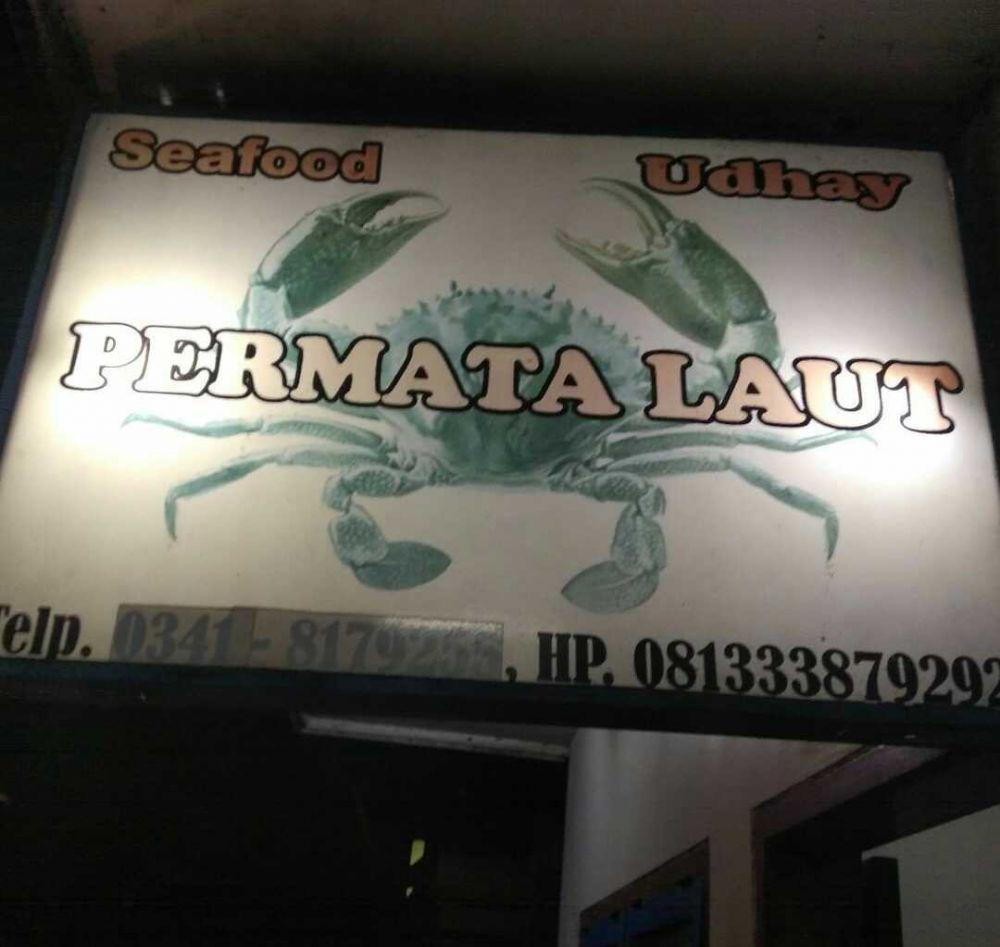 Seafood Udhay
PERMATA LAUT
Telp. 0341 - , HP. 081333879292